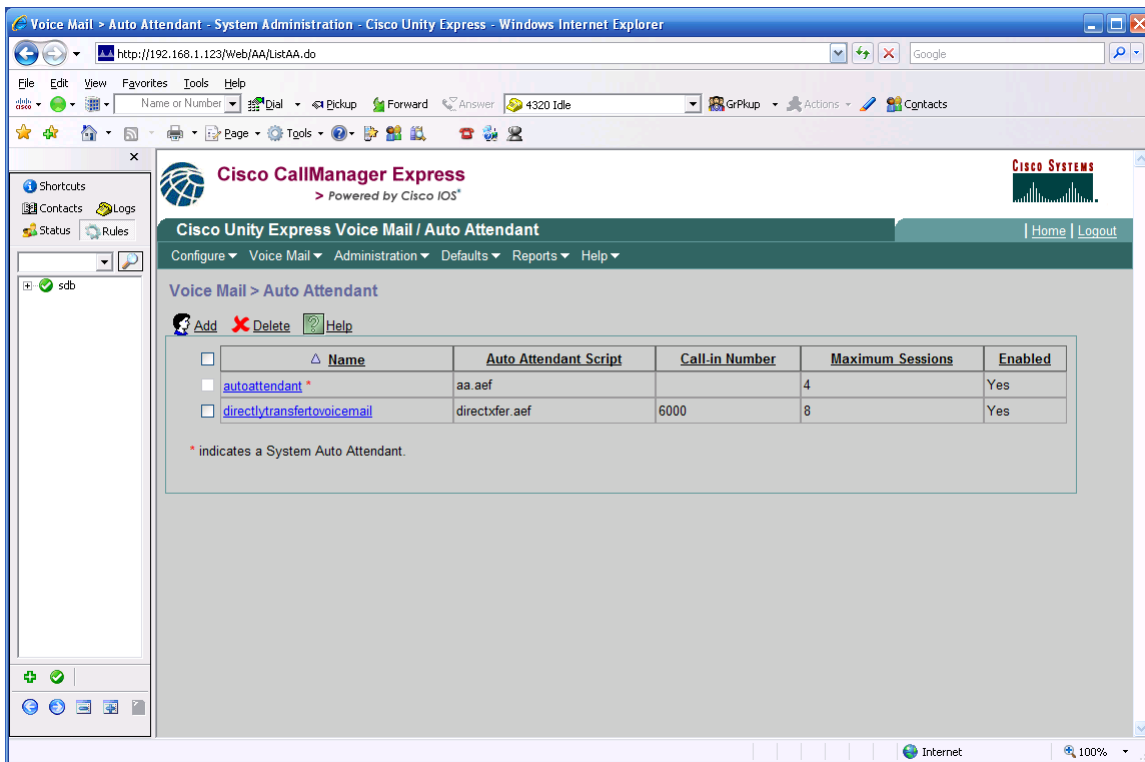 Voice Mail > Auto Attendant - System Administration - Cisco Unity Express - Windows Internet Explorer
http://192.168.1.123/Web/AA/ListAA.do
Google
File Edit View Favorites Tools Help
cisco Name or Number Dial Pickup Forward Answer 4320 Idle GrPkup Actions Contacts
Page Tools
Shortcuts
Contacts Logs
Status Rules
sdb
Cisco CallManager Express
> Powered by Cisco IOS®
CISCO SYSTEMS
Cisco Unity Express Voice Mail / Auto Attendant
| Home | Logout
Configure Voice Mail Administration Defaults Reports Help
Voice Mail > Auto Attendant
Add Delete Help
Name Auto Attendant Script Call-in Number Maximum Sessions Enabled
autoattendant * aa.aef 4 Yes
directlytransfertovoicemail directxfer.aef 6000 8 Yes
* indicates a System Auto Attendant.
Internet 100%